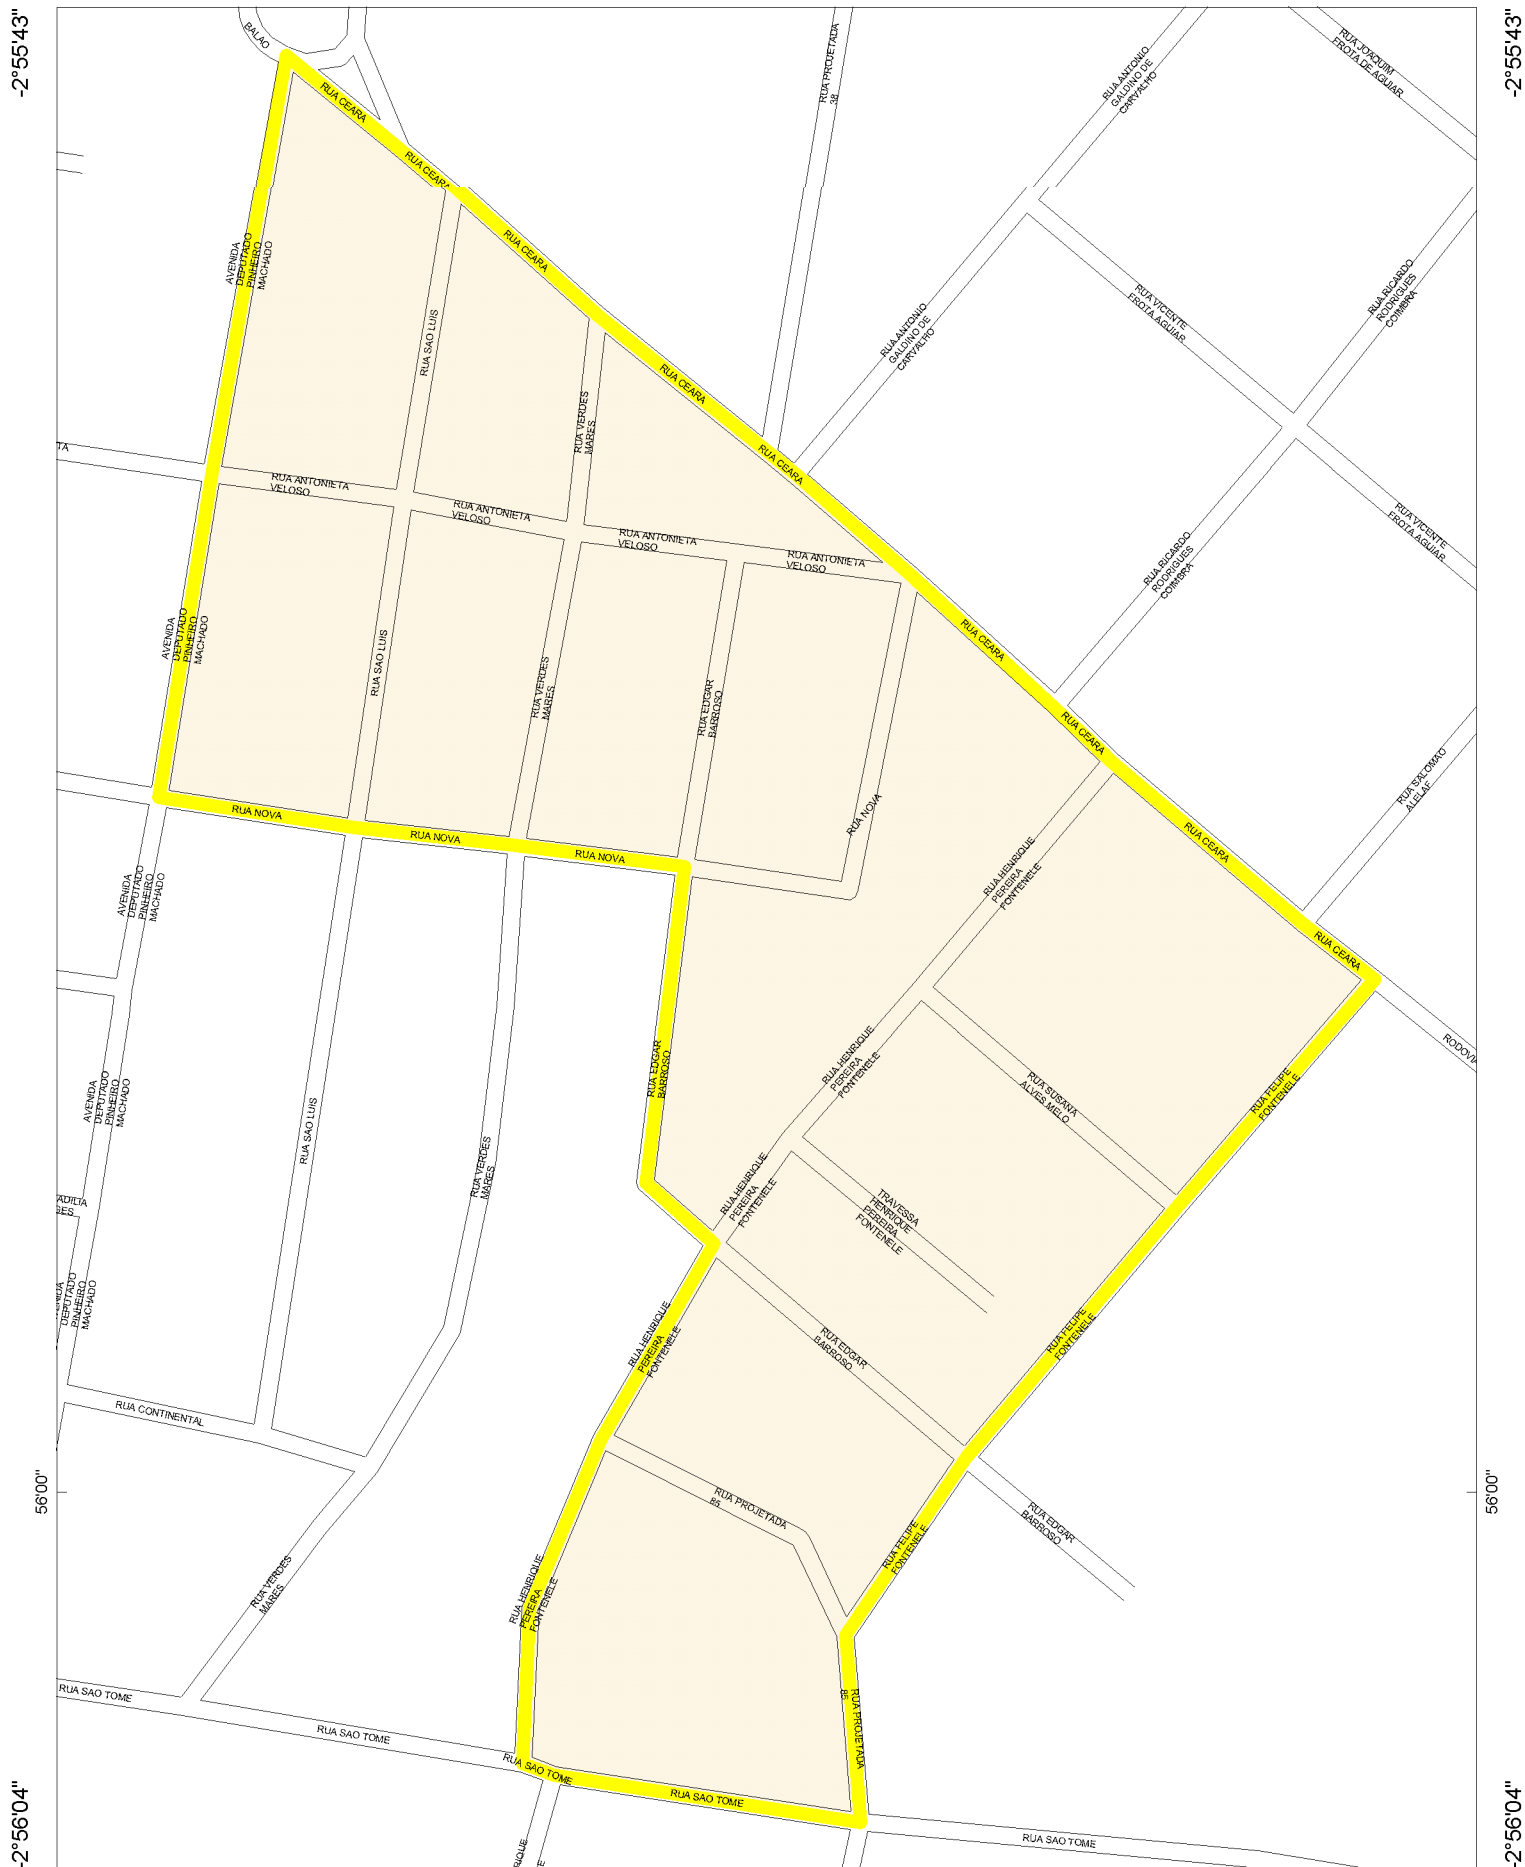 -2°55'43"
-2°55'43"
BALAO
RUA CEARA
RUA PROJETADA
38
RUA ANTONIO
GALDINO DE
CARVALHO
RUA JOAQUIM
FROTA DE AGUIAR
RUA CEARA
AVENIDA
DEPUTADO
PINHEIRO
MACHADO
RUA CEARA
RUA SAO LUIS
RUA VERDES
MARES
RUA CEARA
RUA ANTONIO
GALDINO DE
CARVALHO
RUA VICENTE
FROTA AGUIAR
RUA RICARDO
RODRIGUES
COIMBRA
TA
RUA ANTONIETA
VELOSO
RUA ANTONIETA
VELOSO
RUA ANTONIETA
VELOSO
RUA ANTONIETA
VELOSO
RUA CEARA
RUA RICARDO
RODRIGUES
COIMBRA
RUA VICENTE
FROTA AGUIAR
AVENIDA
DEPUTADO
PINHEIRO
MACHADO
RUA SAO LUIS
RUA VERDES
MARES
RUA EDGAR
BARROSO
RUA CEARA
RUA CEARA
RUA SALOMAO
ALELAF
RUA NOVA
RUA NOVA
RUA NOVA
RUA NOVA
RUA CEARA
RUA HENRIQUE
PEREIRA
FONTENELE
AVENIDA
DEPUTADO
PINHEIRO
MACHADO
RUA CEARA
RODOVIA
RUA EDGAR
BARROSO
RUA HENRIQUE
PEREIRA
FONTENELE
RUA SUSANA
ALVES MELO
RUA FELIPE
FONTENELE
AVENIDA
DEPUTADO
PINHEIRO
MACHADO
RUA SAO LUIS
RUA VERDES
MARES
RUA HENRIQUE
PEREIRA
FONTENELE
TRAVESSA
HENRIQUE
PEREIRA
FONTENELE
ADILIA
GES
ENIDA
DEPUTADO
PINHEIRO
MACHADO
RUA HENRIQUE
PEREIRA
FONTENELE
RUA EDGAR
BARROSO
RUA FELIPE
FONTENELE
RUA CONTINENTAL
56'00"
56'00"
RUA PROJETADA
85
RUA FELIPE
FONTENELE
RUA EDGAR
BARROSO
RUA VERDES
MARES
RUA HENRIQUE
PEREIRA
FONTENELE
RUA SAO TOME
RUA SAO TOME
RUA SAO TOME
RUA SAO TOME
RUA PROJETADA
85
RUA SAO TOME
RIQUE
E
-2°56'04"
-2°56'04"